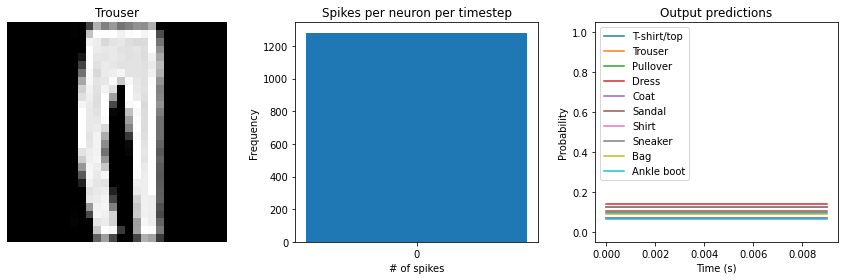 Trouser
Spikes per neuron per timestep
Output predictions
1200
1000
800
600
400
200
0
Frequency
0
# of spikes
1.0
0.8
0.6
0.4
0.2
0.0
Probability
T-shirt/top
Trouser
Pullover
Dress
Coat
Sandal
Shirt
Sneaker
Bag
Ankle boot
0.000 0.002 0.004 0.006 0.008
Time (s)